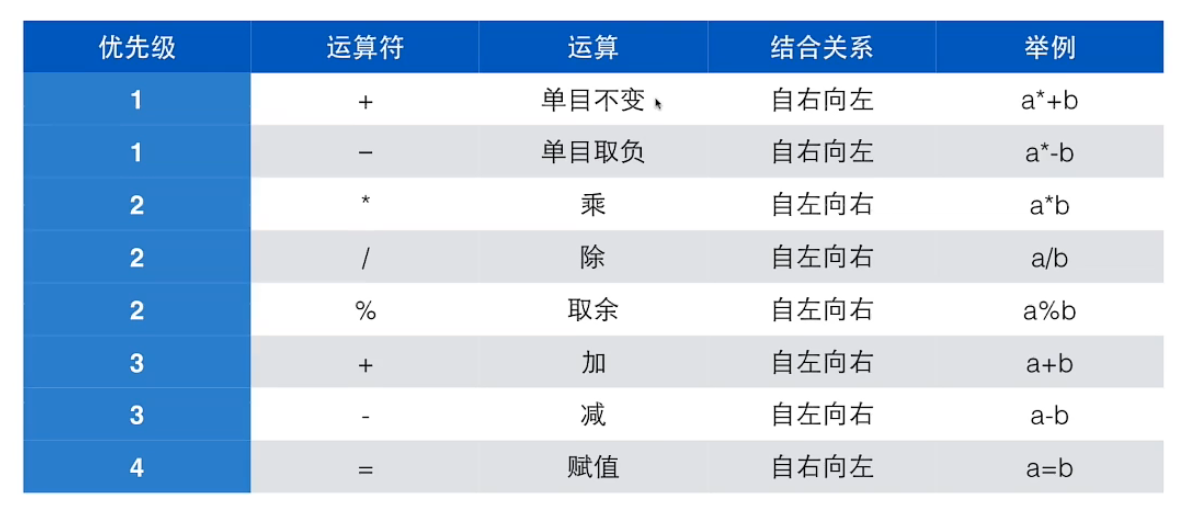 优先级 运算符 运算 结合关系 举例
1 + 单目不变 自右向左 a*+b
1 − 单目取负 自右向左 a*-b
2 * 乘 自左向右 a*b
2 / 除 自左向右 a/b
2 % 取余 自左向右 a%b
3 + 加 自左向右 a+b
3 - 减 自左向右 a-b
4 = 赋值 自右向左 a=b